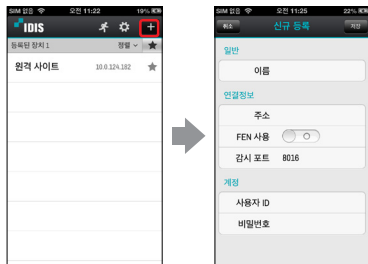 SIM 없음 오전 11:22 19%
IDIS
등록된 장치 1 정렬
원격 사이트 10.0.124.182
SIM 없음 오전 11:25 22%
취소 신규 등록 저장
일반
이름
연결정보
주소
FEN 사용
감시 포트 8016
계정
사용자 ID
비밀번호